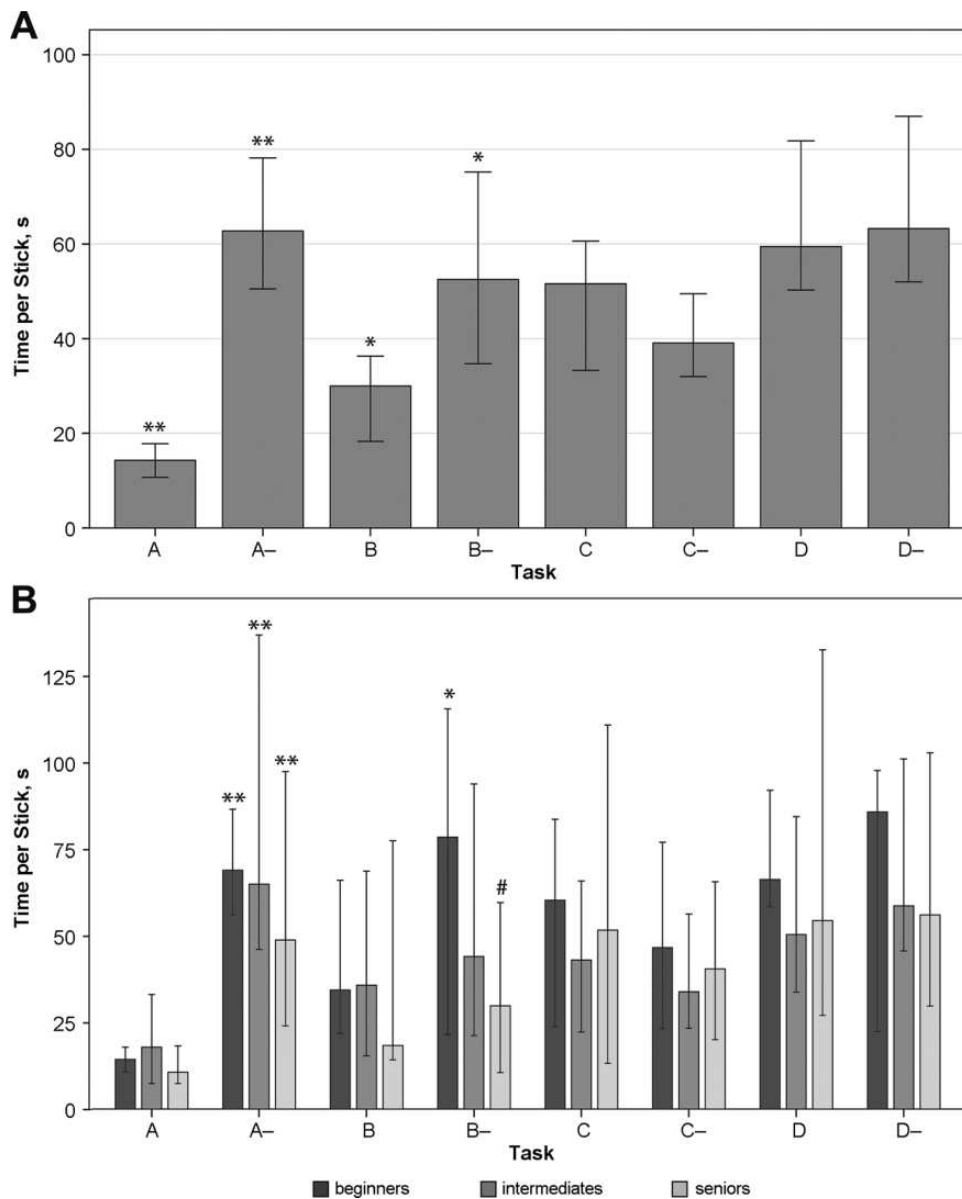 A
Time per Stick, s
100
80
60
40
20
0
**
**
*
*
A A– B B– C C– D D–
Task
B
Time per Stick, s
125
100
75
50
25
0
**
**
**
*
#
A A– B B– C C– D D–
Task
beginners intermediates seniors